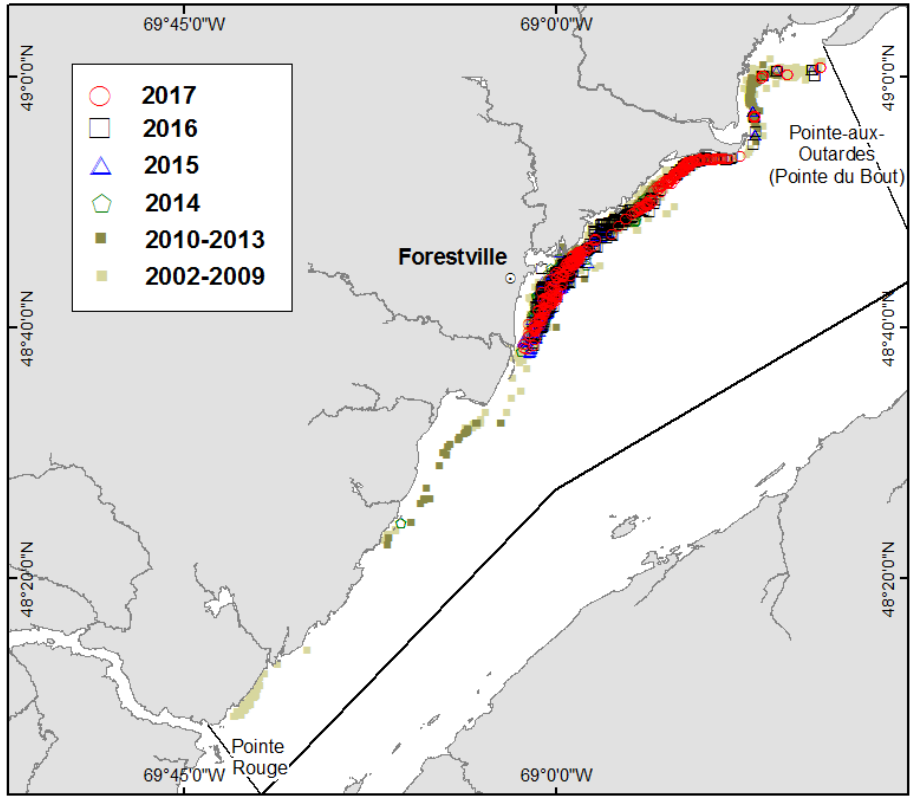 69°45'0"W
69°0'0"W
49°0'0"N
49°0'0"N
2017
2016
2015
2014
2010-2013
2002-2009
Pointe-aux-
Outardes
(Pointe du Bout)
Forestville
48°40'0"N
48°40'0"N
48°20'0"N
48°20'0"N
Pointe
Rouge
69°45'0"W
69°0'0"W